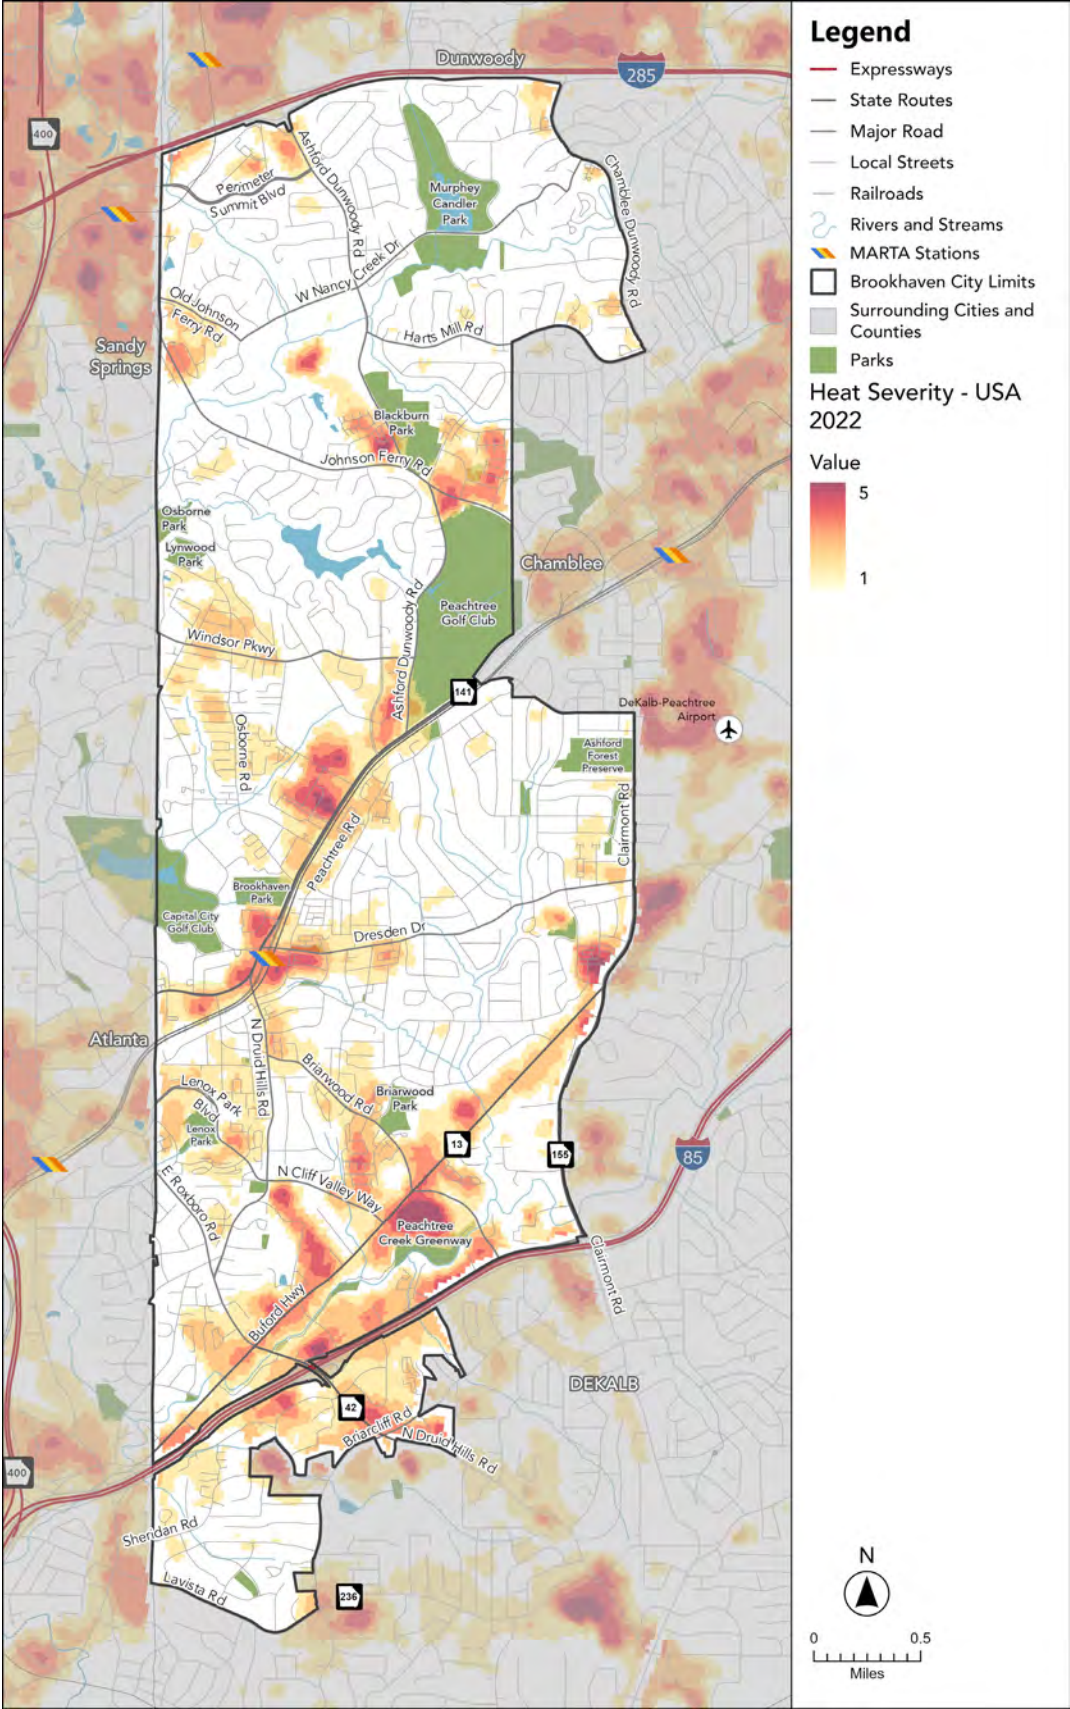 Dunwoody
285
400
Ashford Dunwoody Rd
Perimeter
Summit Blvd
Murphey
Candler
Park
Chamblee Dunwoody Rd
W Nancy Creek Dr
Old Johnson
Ferry Rd
Harts Mill Rd
Sandy
Springs
Blackburn
Park
Johnson Ferry Rd
Osborne
Park
Lynwood
Park
Chamblee
Ashford Dunwoody Rd
Peachtree
Golf Club
Windsor Pkwy
141
DeKalb-Peachtree
Airport
Osborne Rd
Ashford
Forest
Preserve
Clairmont Rd
Peachtree Rd
Brookhaven
Park
Capital City
Golf Club
Dresden Dr
Atlanta
N Druid Hills Rd
Briarwood Rd
Lenox Park
Blvd
Briarwood
Park
Lenox
Park
13
155
85
E Roxboro Rd
N Cliff Valley Way
Peachtree
Creek Greenway
Clairmont Rd
Buford Hwy
DEKALB
42
Briarcliff Rd
N Druid Hills Rd
400
Sheridan Rd
Lavista Rd
236
Legend
Expressways
State Routes
Major Road
Local Streets
Railroads
Rivers and Streams
MARTA Stations
Brookhaven City Limits
Surrounding Cities and
Counties
Parks
Heat Severity - USA
2022
Value
5
1
N
0 0.5
Miles